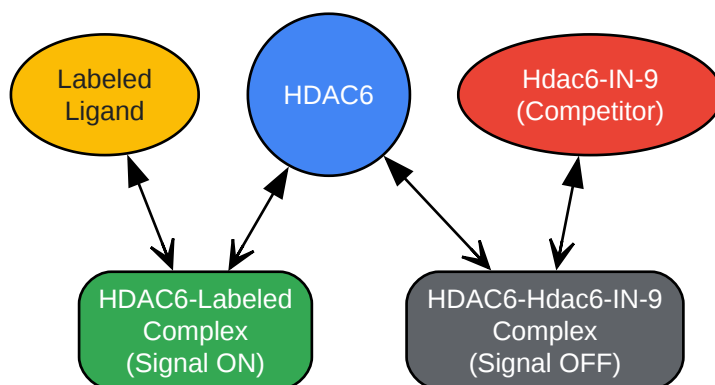 Labeled
Ligand
HDAC6
Hdac6-IN-9
(Competitor)
HDAC6-Labeled
Complex
(Signal ON)
HDAC6-Hdac6-IN-9
Complex
(Signal OFF)